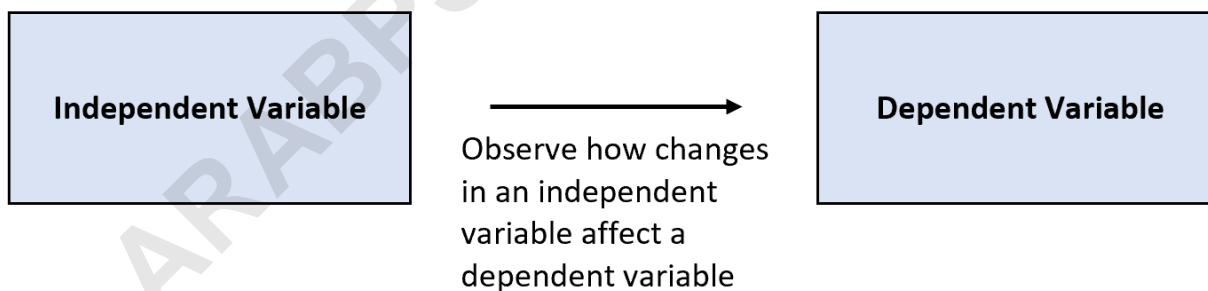 Independent Variable
Dependent Variable
Observe how changes
in an independent
variable affect a
dependent variable